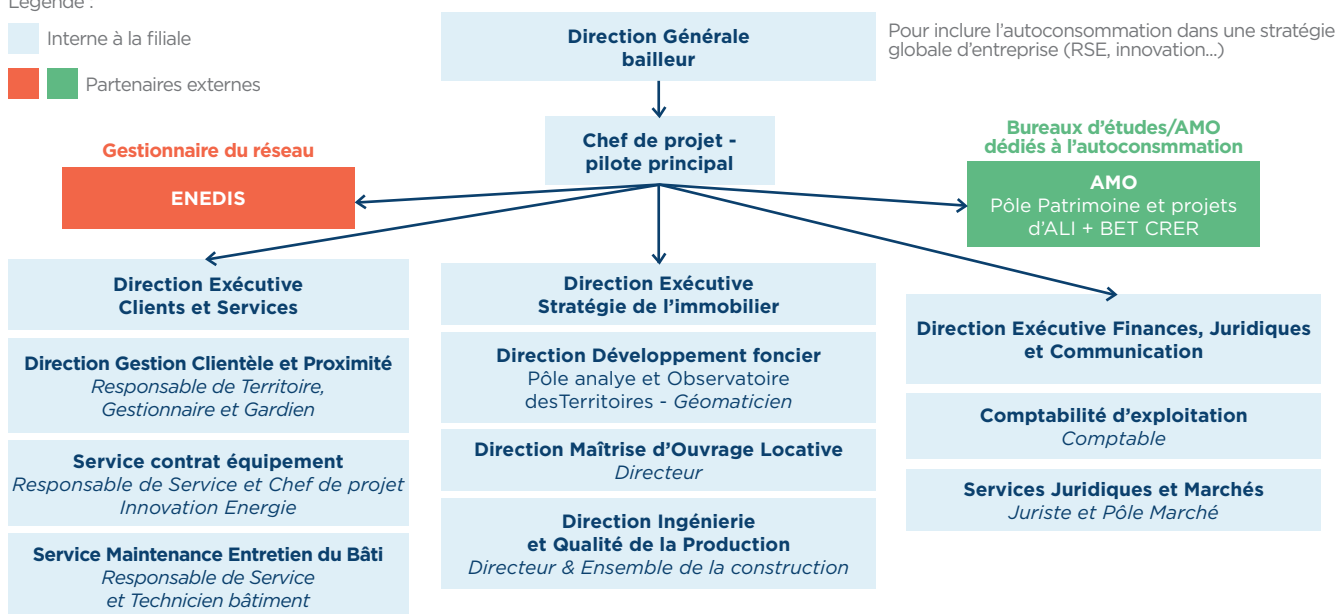 Légende :
Interne à la filiale
Partenaires externes
Direction Générale
bailleur
Pour inclure l'autoconsommation dans une stratégie
globale d'entreprise (RSE, innovation...)
Chef de projet -
pilote principal
Gestionnaire du réseau
ENEDIS
Bureaux d'études/AMO
dédiés à l'autoconsmmation
AMO
Pôle Patrimoine et projets
d'ALI + BET CRER
Direction Exécutive
Clients et Services
Direction Gestion Clientèle et Proximité
Responsable de Territoire,
Gestionnaire et Gardien
Service contrat équipement
Responsable de Service et Chef de projet
Innovation Energie
Service Maintenance Entretien du Bâti
Responsable de Service
et Technicien bâtiment
Direction Exécutive
Stratégie de l'immobilier
Direction Développement foncier
Pôle analye et Observatoire
desTerritoires - Géomaticien
Direction Maîtrise d'Ouvrage Locative
Directeur
Direction Ingénierie
et Qualité de la Production
Directeur & Ensemble de la construction
Direction Exécutive Finances, Juridiques
et Communication
Comptabilité d'exploitation
Comptable
Services Juridiques et Marchés
Juriste et Pôle Marché